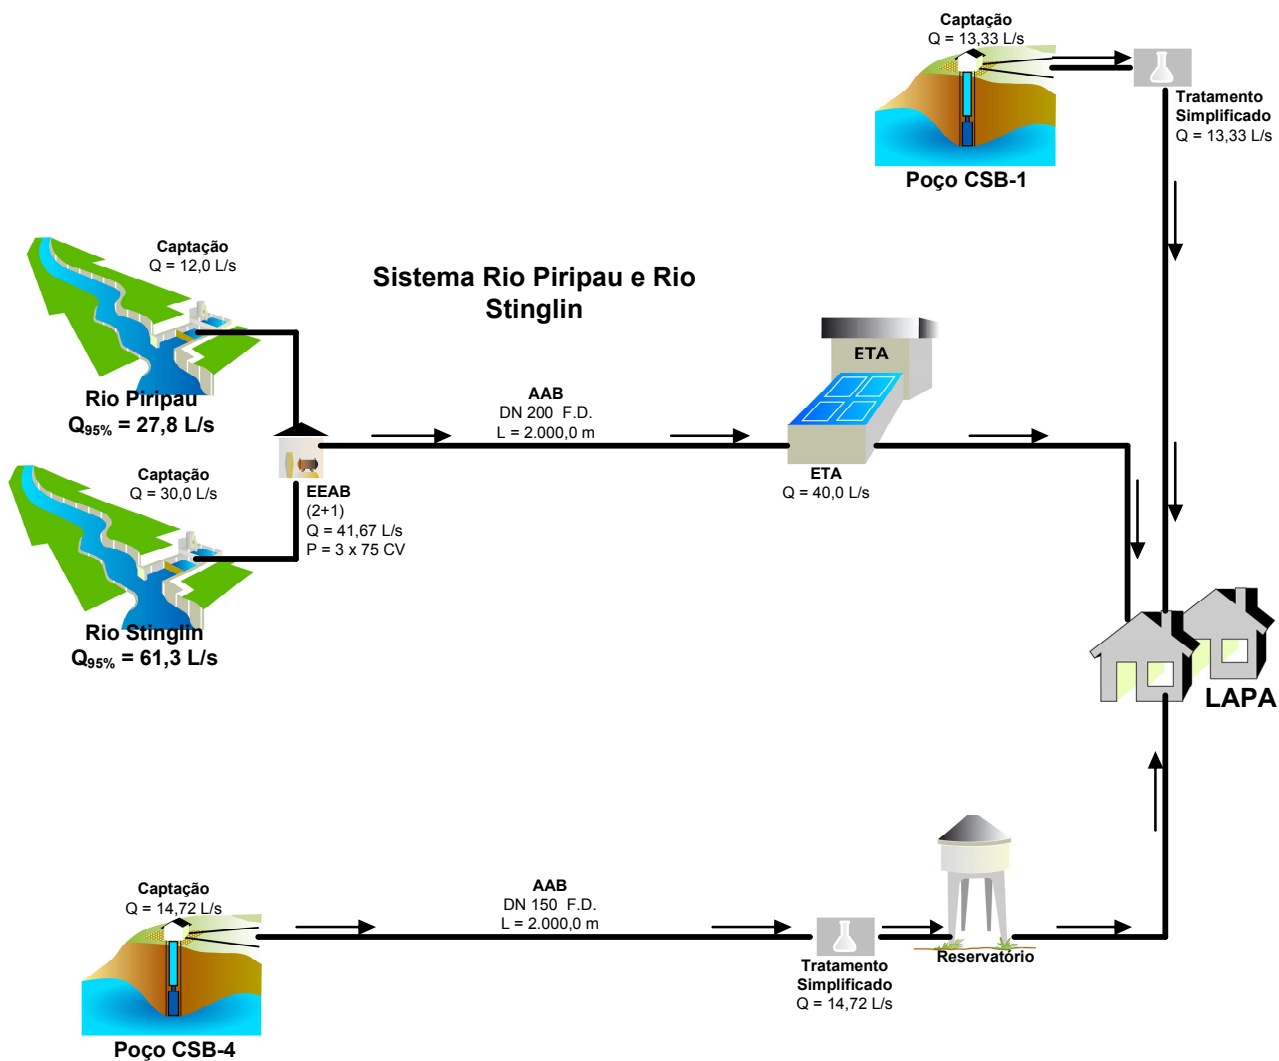 Captação
Q = 13,33 L/s
Tratamento
Simplificado
Q = 13,33 L/s
Poço CSB-1
Captação
Q = 12,0 L/s
Sistema Rio Piripau e Rio
Stinglin
ETA
Rio Piripau
Q95% = 27,8 L/s
AAB
DN 200 F.D.
L = 2.000,0 m
Captação
Q = 30,0 L/s
EEAB
(2+1)
Q = 41,67 L/s
P = 3 x 75 CV
ETA
Q = 40,0 L/s
Rio Stinglin
Q95% = 61,3 L/s
LAPA
Captação
Q = 14,72 L/s
AAB
DN 150 F.D.
L = 2.000,0 m
Tratamento
Simplificado
Q = 14,72 L/s
Reservatório
Poço CSB-4